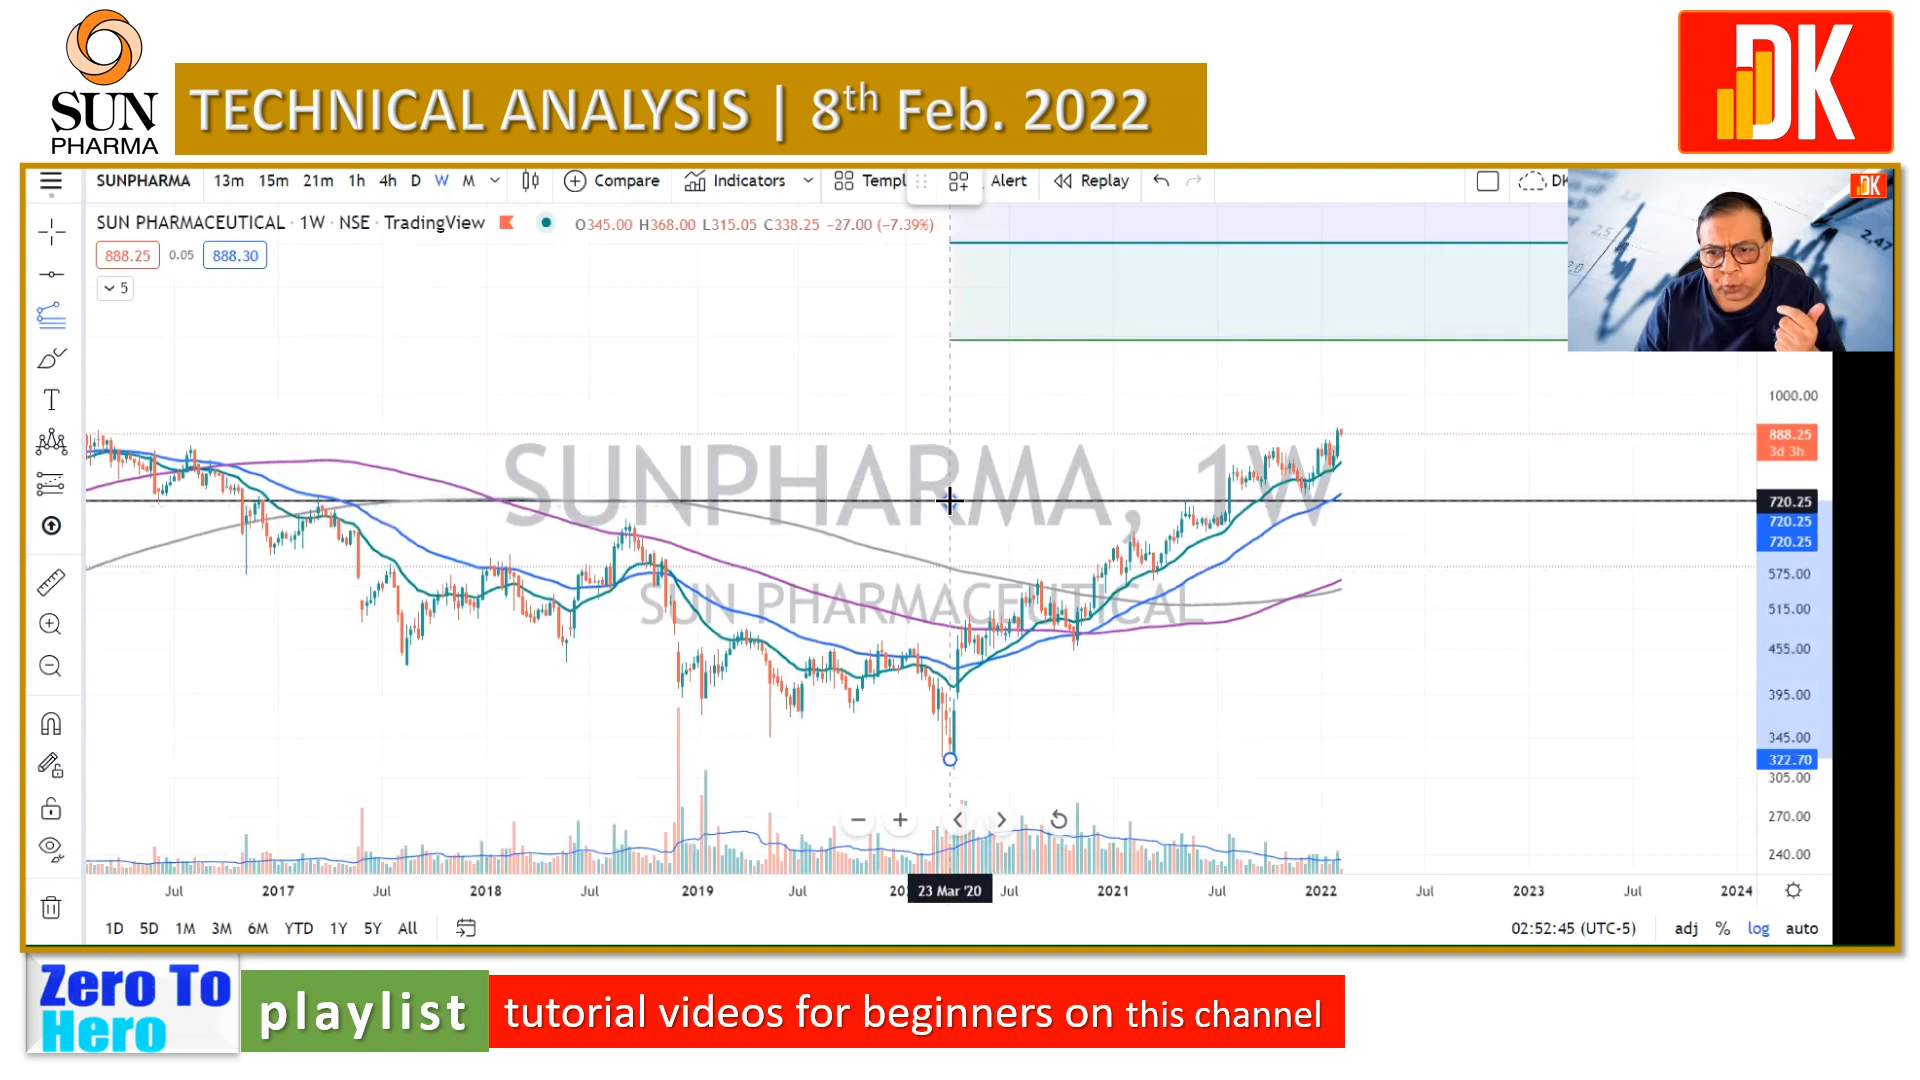 SUN
PHARMA
TECHNICAL ANALYSIS | 8th Feb. 2022
DK
SUNPHARMA 13m 15m 21m 1h 4h D W M Compare Indicators Templ Alert Replay DK
SUN PHARMACEUTICAL · 1W · NSE · TradingView O345.00 H368.00 L315.05 C338.25 −27.00 (−7.39%)
888.25 0.05 888.30
5
DK
2,47
SUNPHARMA, 1W
SUN PHARMACEUTICAL
1000.00
888.25
3d 3h
720.25
720.25
720.25
575.00
515.00
455.00
395.00
345.00
322.70
305.00
270.00
240.00
Jul 2017 Jul 2018 Jul 2019 Jul 23 Mar '20 Jul 2021 Jul 2022 Jul 2023 Jul 2024
1D 5D 1M 3M 6M YTD 1Y 5Y All 02:52:45 (UTC-5) adj % log auto
Zero To
Hero
playlist
tutorial videos for beginners on this channel